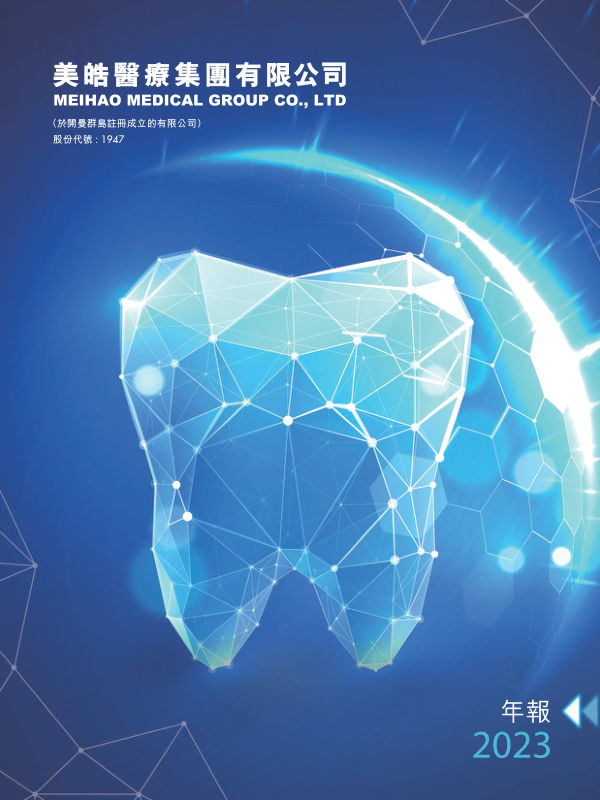 美皓醫療集團有限公司
MEIHAO MEDICAL GROUP CO., LTD
(於開曼群島註冊成立的有限公司)
股份代號 : 1947
年報
2023